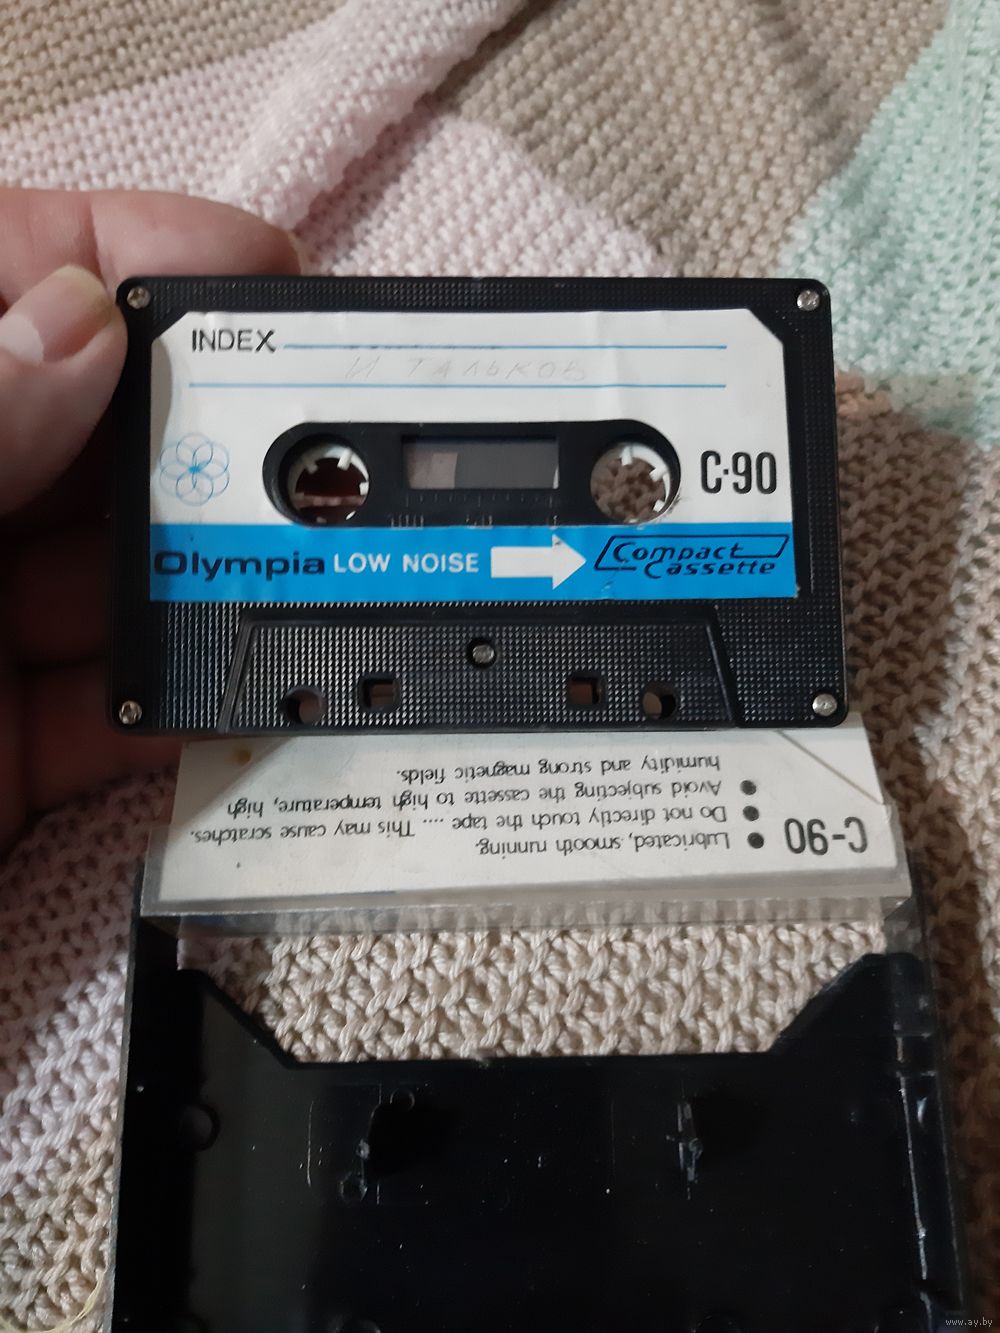 INDEX
И ТАЛЬКОВ
C·90
Olympia LOW NOISE Compact Cassette
C-90
● Lubricated, smooth running.
● Do not directly touch the tape .... This may cause scratches.
● Avoid subjecting the cassette to high temperature, high
humidity and strong magnetic fields.
www.ay.by